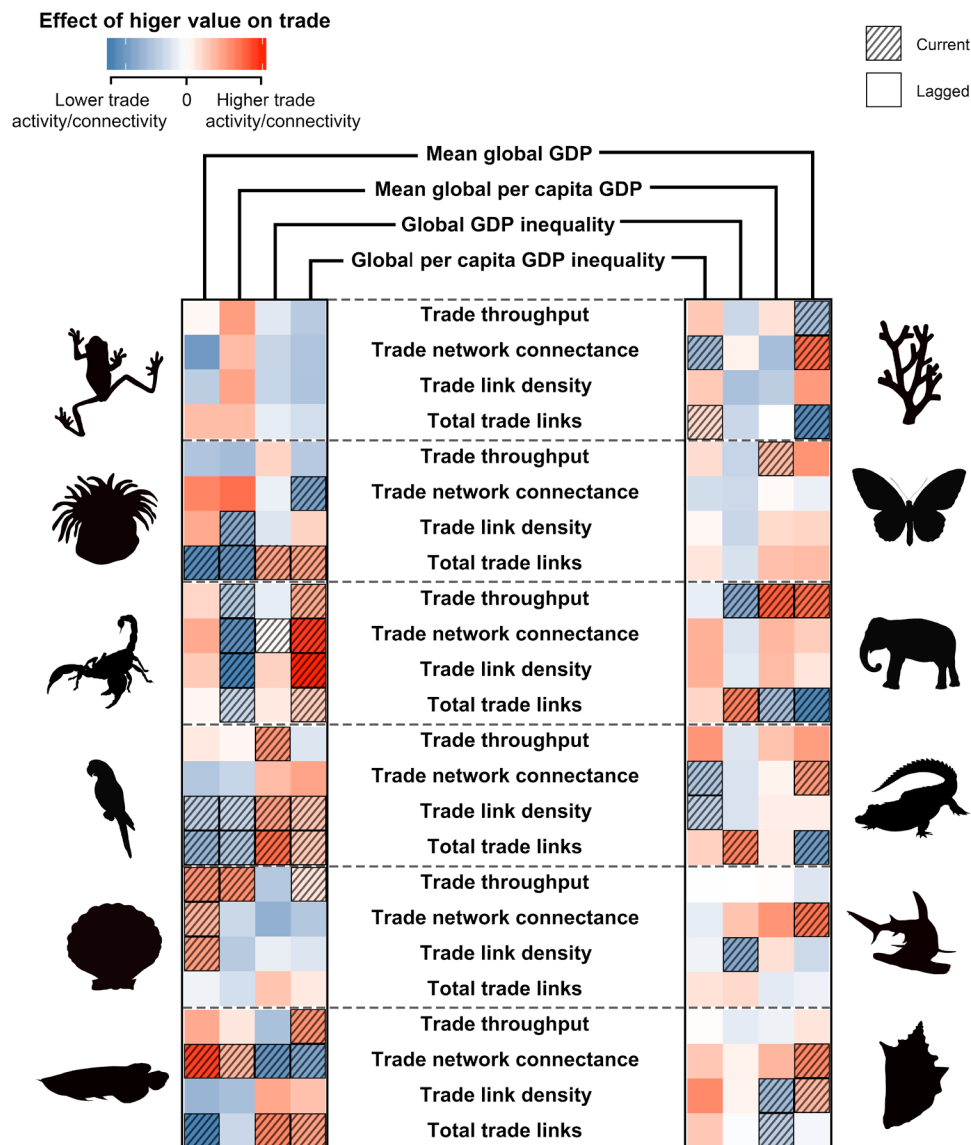 Effect of higer value on trade
Lower trade activity/connectivity
0
Higher trade activity/connectivity
Current
Lagged
Mean global GDP
Mean global per capita GDP
Global GDP inequality
Global per capita GDP inequality
Trade throughput
Trade network connectance
Trade link density
Total trade links
Trade throughput
Trade network connectance
Trade link density
Total trade links
Trade throughput
Trade network connectance
Trade link density
Total trade links
Trade throughput
Trade network connectance
Trade link density
Total trade links
Trade throughput
Trade network connectance
Trade link density
Total trade links
Trade throughput
Trade network connectance
Trade link density
Total trade links